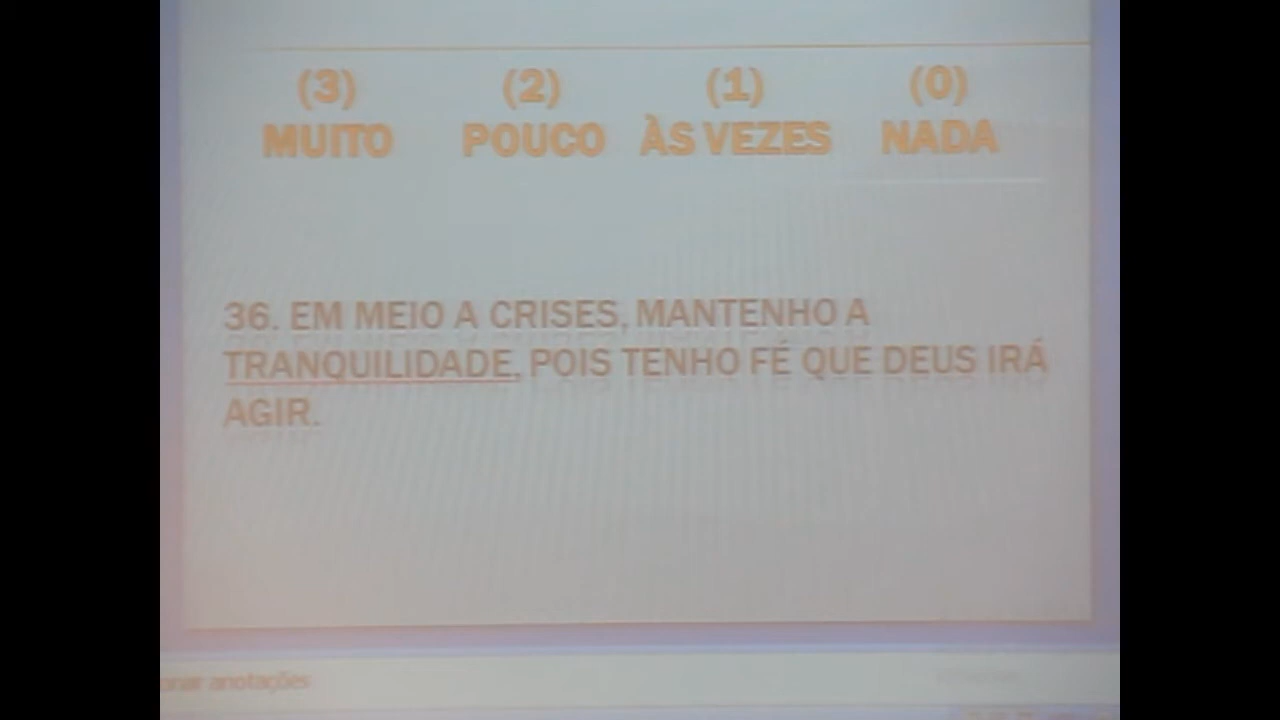 (3) (2) (1) (0)
MUITO POUCO ÀS VEZES NADA
36. EM MEIO A CRISES, MANTENHO A
TRANQUILIDADE, POIS TENHO FÉ QUE DEUS IRÁ
AGIR.
anotações